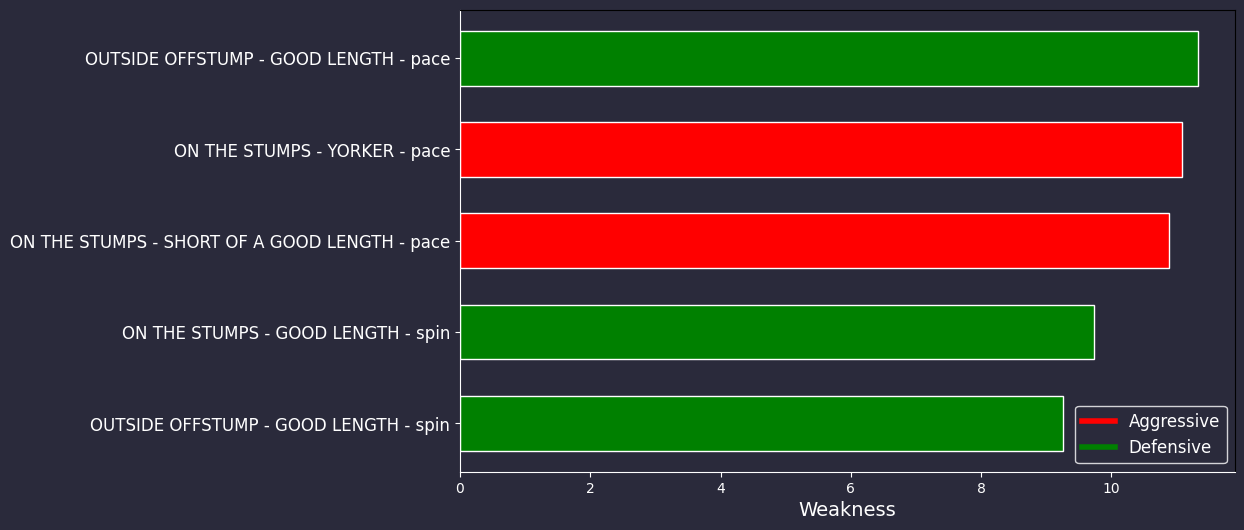 OUTSIDE OFFSTUMP - GOOD LENGTH - pace
ON THE STUMPS - YORKER - pace
ON THE STUMPS - SHORT OF A GOOD LENGTH - pace
ON THE STUMPS - GOOD LENGTH - spin
OUTSIDE OFFSTUMP - GOOD LENGTH - spin
Aggressive
Defensive
0 2 4 6 8 10
Weakness